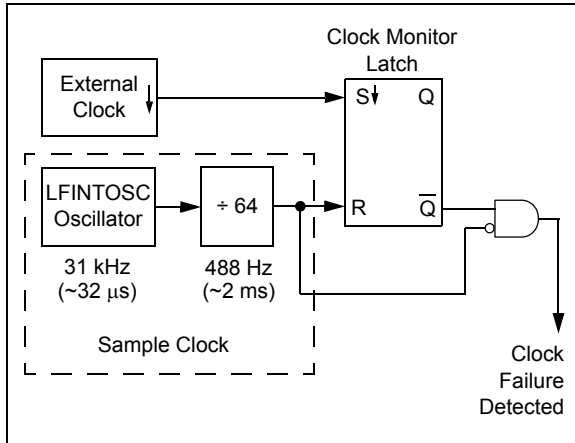 Clock Monitor
Latch
External
Clock
S
Q
LFINTOSC
Oscillator
÷ 64
R
Q̅
31 kHz
(~32 μs)
488 Hz
(~2 ms)
Sample Clock
Clock
Failure
Detected